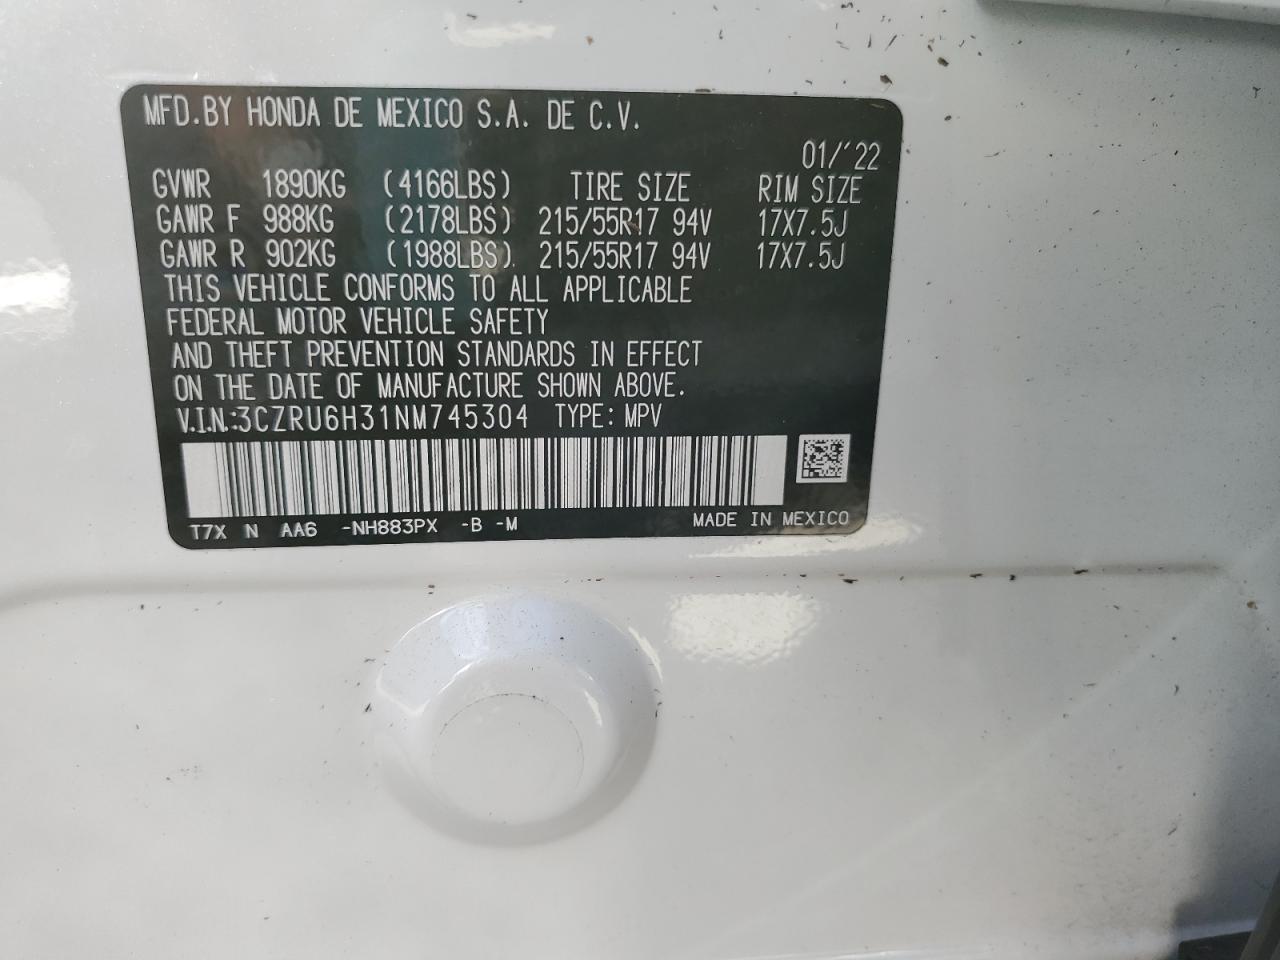 MFD.BY HONDA DE MEXICO S.A. DE C.V.
01/'22
GVWR 1890KG (4166LBS) TIRE SIZE RIM SIZE
GAWR F 988KG (2178LBS) 215/55R17 94V 17X7.5J
GAWR R 902KG (1988LBS) 215/55R17 94V 17X7.5J
THIS VEHICLE CONFORMS TO ALL APPLICABLE
FEDERAL MOTOR VEHICLE SAFETY
AND THEFT PREVENTION STANDARDS IN EFFECT
ON THE DATE OF MANUFACTURE SHOWN ABOVE.
V.I.N.:3CZRU6H31NM745304 TYPE: MPV
T7X N AA6 -NH883PX -B -M MADE IN MEXICO